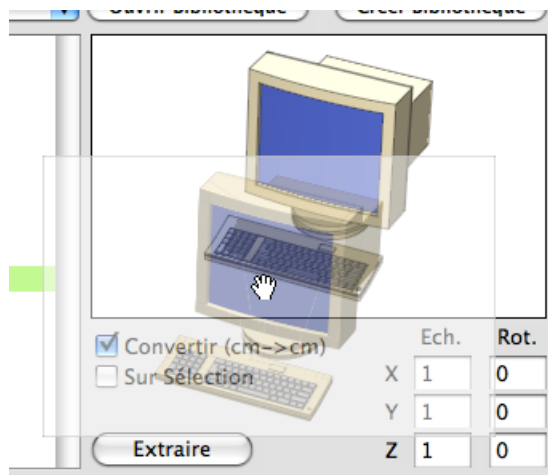 Ouvrir Bibliothèque Créer Bibliothèque
Convertir (cm->cm)
Sur Sélection
Ech. Rot.
X 1 0
Y 1 0
Extraire
Z 1 0